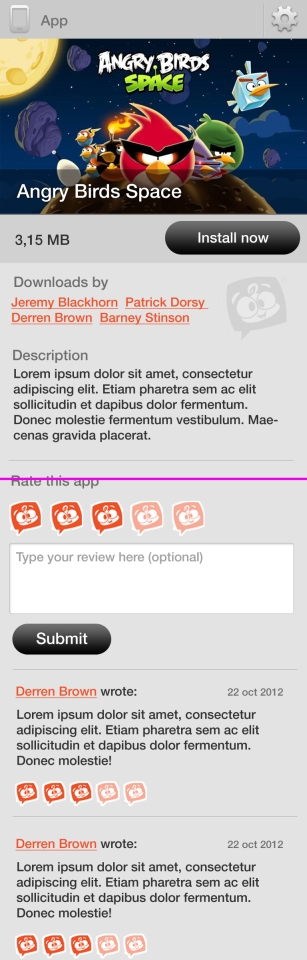 App
ANGRY BIRDS
SPACE
Angry Birds Space
3,15 MB
Install now
Downloads by
Jeremy Blackhorn Patrick Dorsy
Derren Brown Barney Stinson
Description
Lorem ipsum dolor sit amet, consectetur
adipiscing elit. Etiam pharetra sem ac elit
sollicitudin et dapibus dolor fermentum.
Donec molestie fermentum vestibulum. Mae-
cenas gravida placerat.
Rate this app
Type your review here (optional)
Submit
Derren Brown wrote:
22 oct 2012
Lorem ipsum dolor sit amet, consectetur
adipiscing elit. Etiam pharetra sem ac elit
sollicitudin et dapibus dolor fermentum.
Donec molestie!
Derren Brown wrote:
22 oct 2012
Lorem ipsum dolor sit amet, consectetur
adipiscing elit. Etiam pharetra sem ac elit
sollicitudin et dapibus dolor fermentum.
Donec molestie!